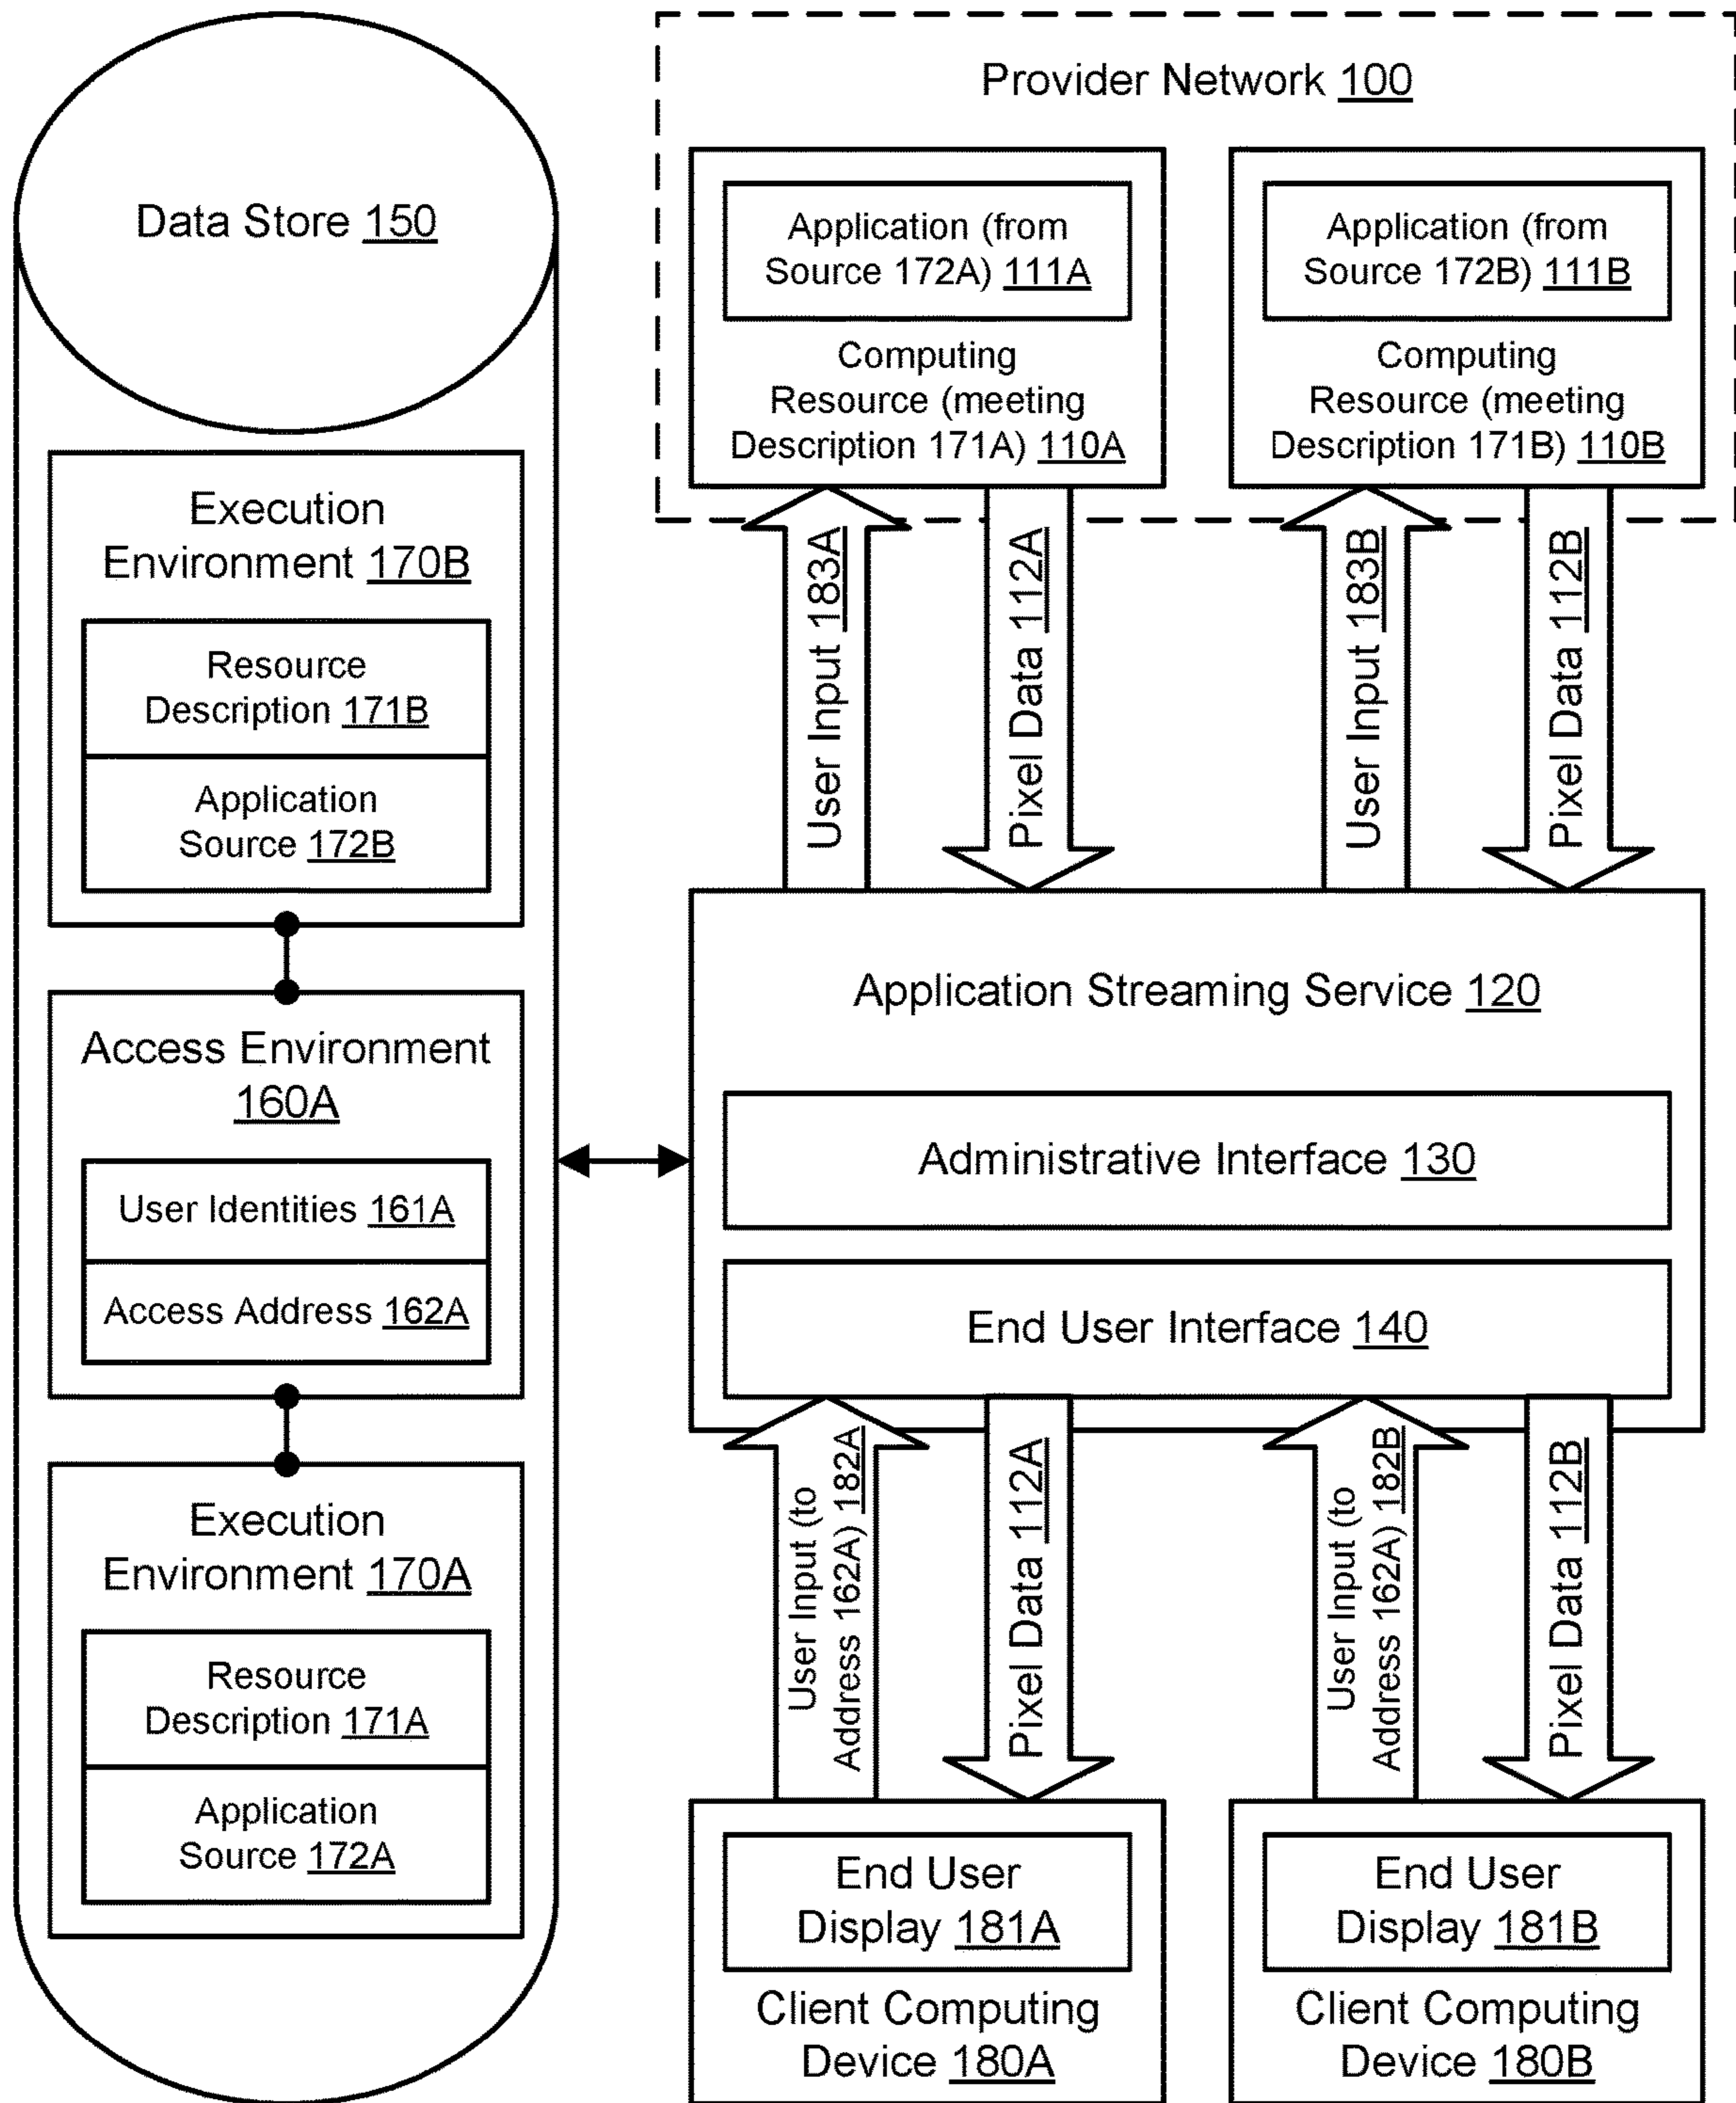 Data Store 150
Execution
Environment 170B
Resource
Description 171B
Application
Source 172B
Access Environment
160A
User Identities 161A
Access Address 162A
Execution
Environment 170A
Resource
Description 171A
Application
Source 172A
Provider Network 100
Application (from
Source 172A) 111A
Computing
Resource (meeting
Description 171A) 110A
Application (from
Source 172B) 111B
Computing
Resource (meeting
Description 171B) 110B
User Input 183A
Pixel Data 112A
User Input 183B
Pixel Data 112B
Application Streaming Service 120
Administrative Interface 130
End User Interface 140
User Input (to
Address 162A) 182A
Pixel Data 112A
User Input (to
Address 162A) 182B
Pixel Data 112B
End User
Display 181A
Client Computing
Device 180A
End User
Display 181B
Client Computing
Device 180B